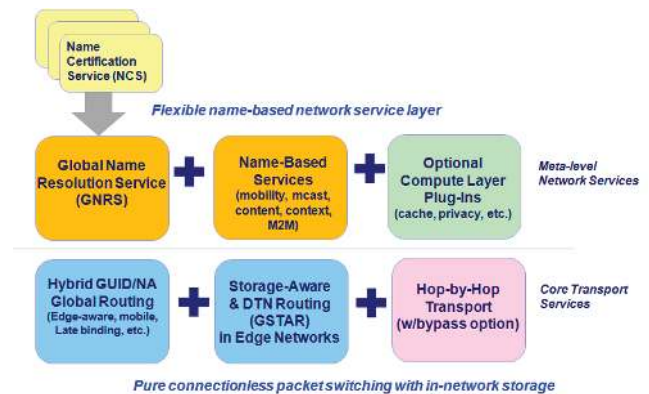 Name
Certification
Service (NCS)
Flexible name-based network service layer
Global Name
Resolution Service
(GNRS)
Name-Based
Services
(mobility, mcast,
content, context,
M2M)
Optional
Compute Layer
Plug-Ins
(cache, privacy, etc.)
Meta-level
Network Services
Hybrid GUID/NA
Global Routing
(Edge-aware, mobile,
Late binding, etc.)
Storage-Aware
& DTN Routing
(GSTAR)
in Edge Networks
Hop-by-Hop
Transport
(w/bypass option)
Core Transport
Services
Pure connectionless packet switching with in-network storage